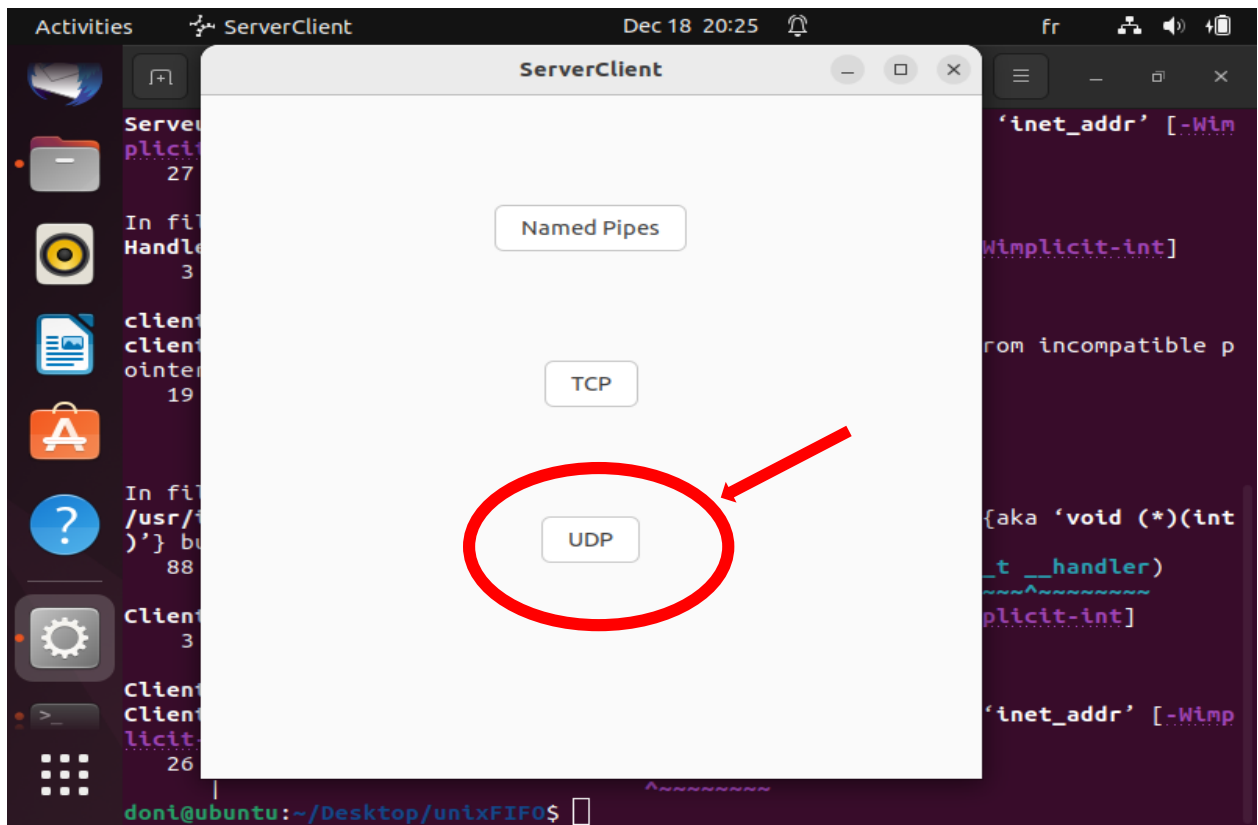 Activities ServerClient Dec 18 20:25 fr
ServerClient
‘inet_addr’ [-Wim
plicit
27
Named Pipes
In fil
Handle Wimplicit-int]
3
client
client rom incompatible p
ointer
TCP
19
In fil
/usr/i {aka ‘void (*)(int
)’} bu
UDP
88 _t __handler)
~~~^~~~~~~~~
Client plicit-int]
3
Client
Client ‘inet_addr’ [-Wimp
licit-
26
| ^~~~~~~~~
doni@ubuntu:~/Desktop/unixFIFO$